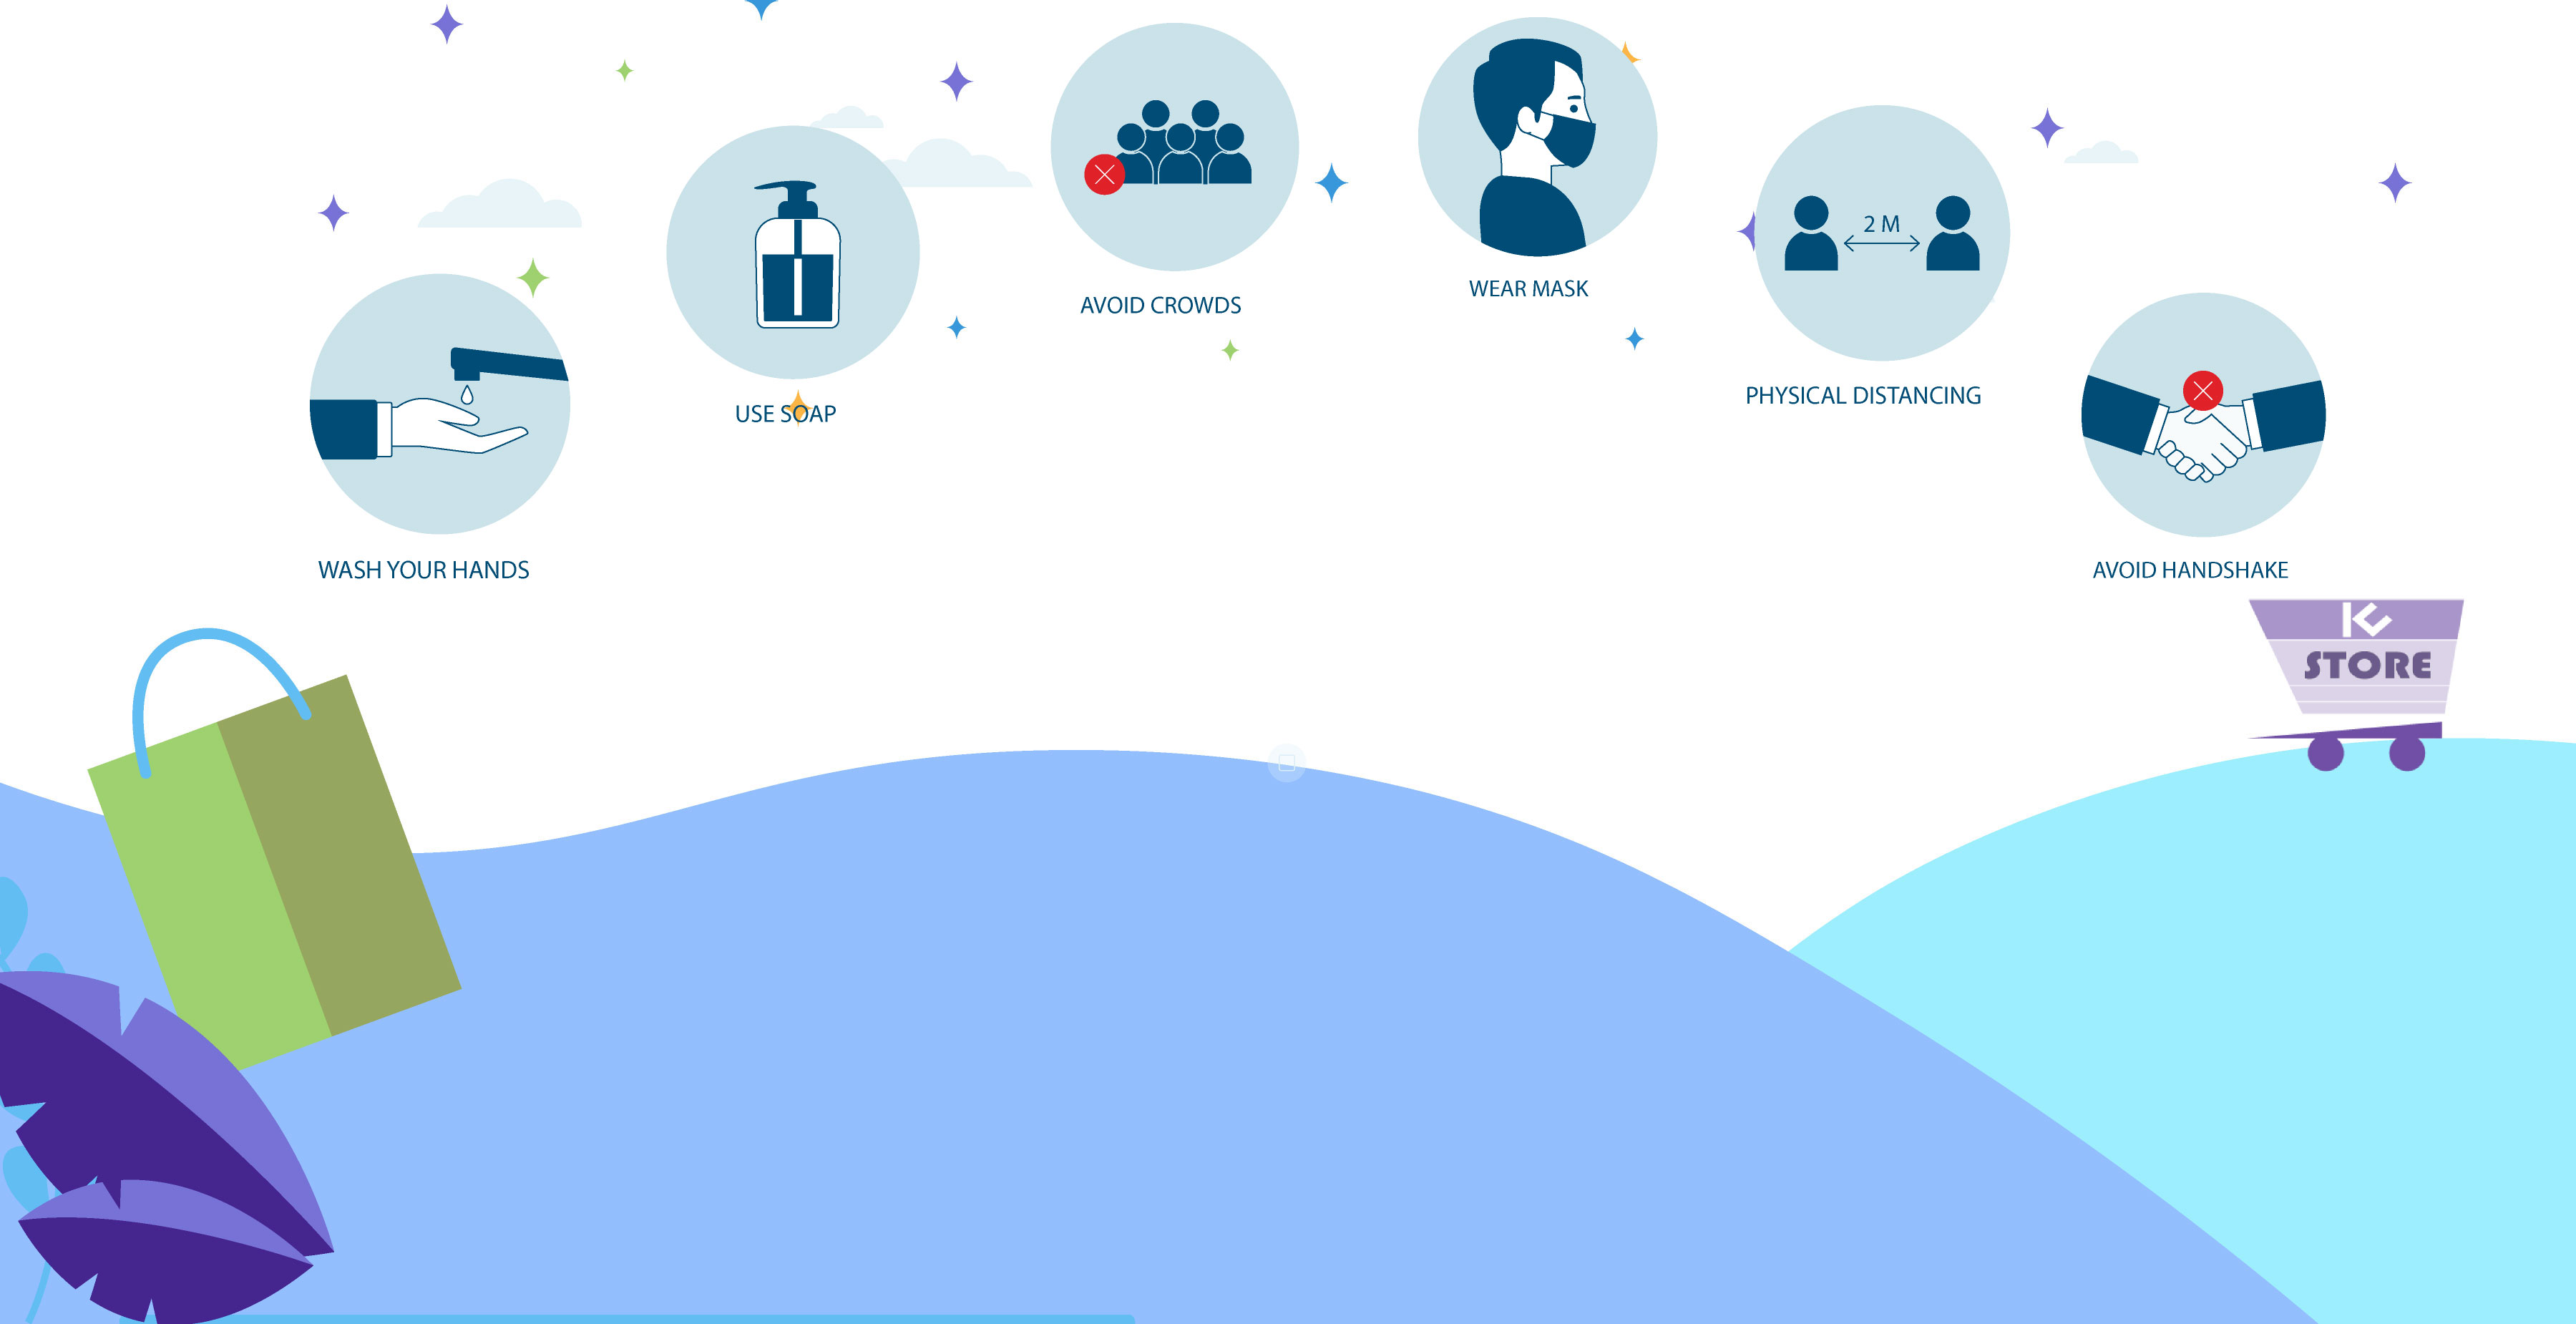 WASH YOUR HANDS
USE SOAP
AVOID CROWDS
WEAR MASK
2 M
PHYSICAL DISTANCING
AVOID HANDSHAKE
STORE